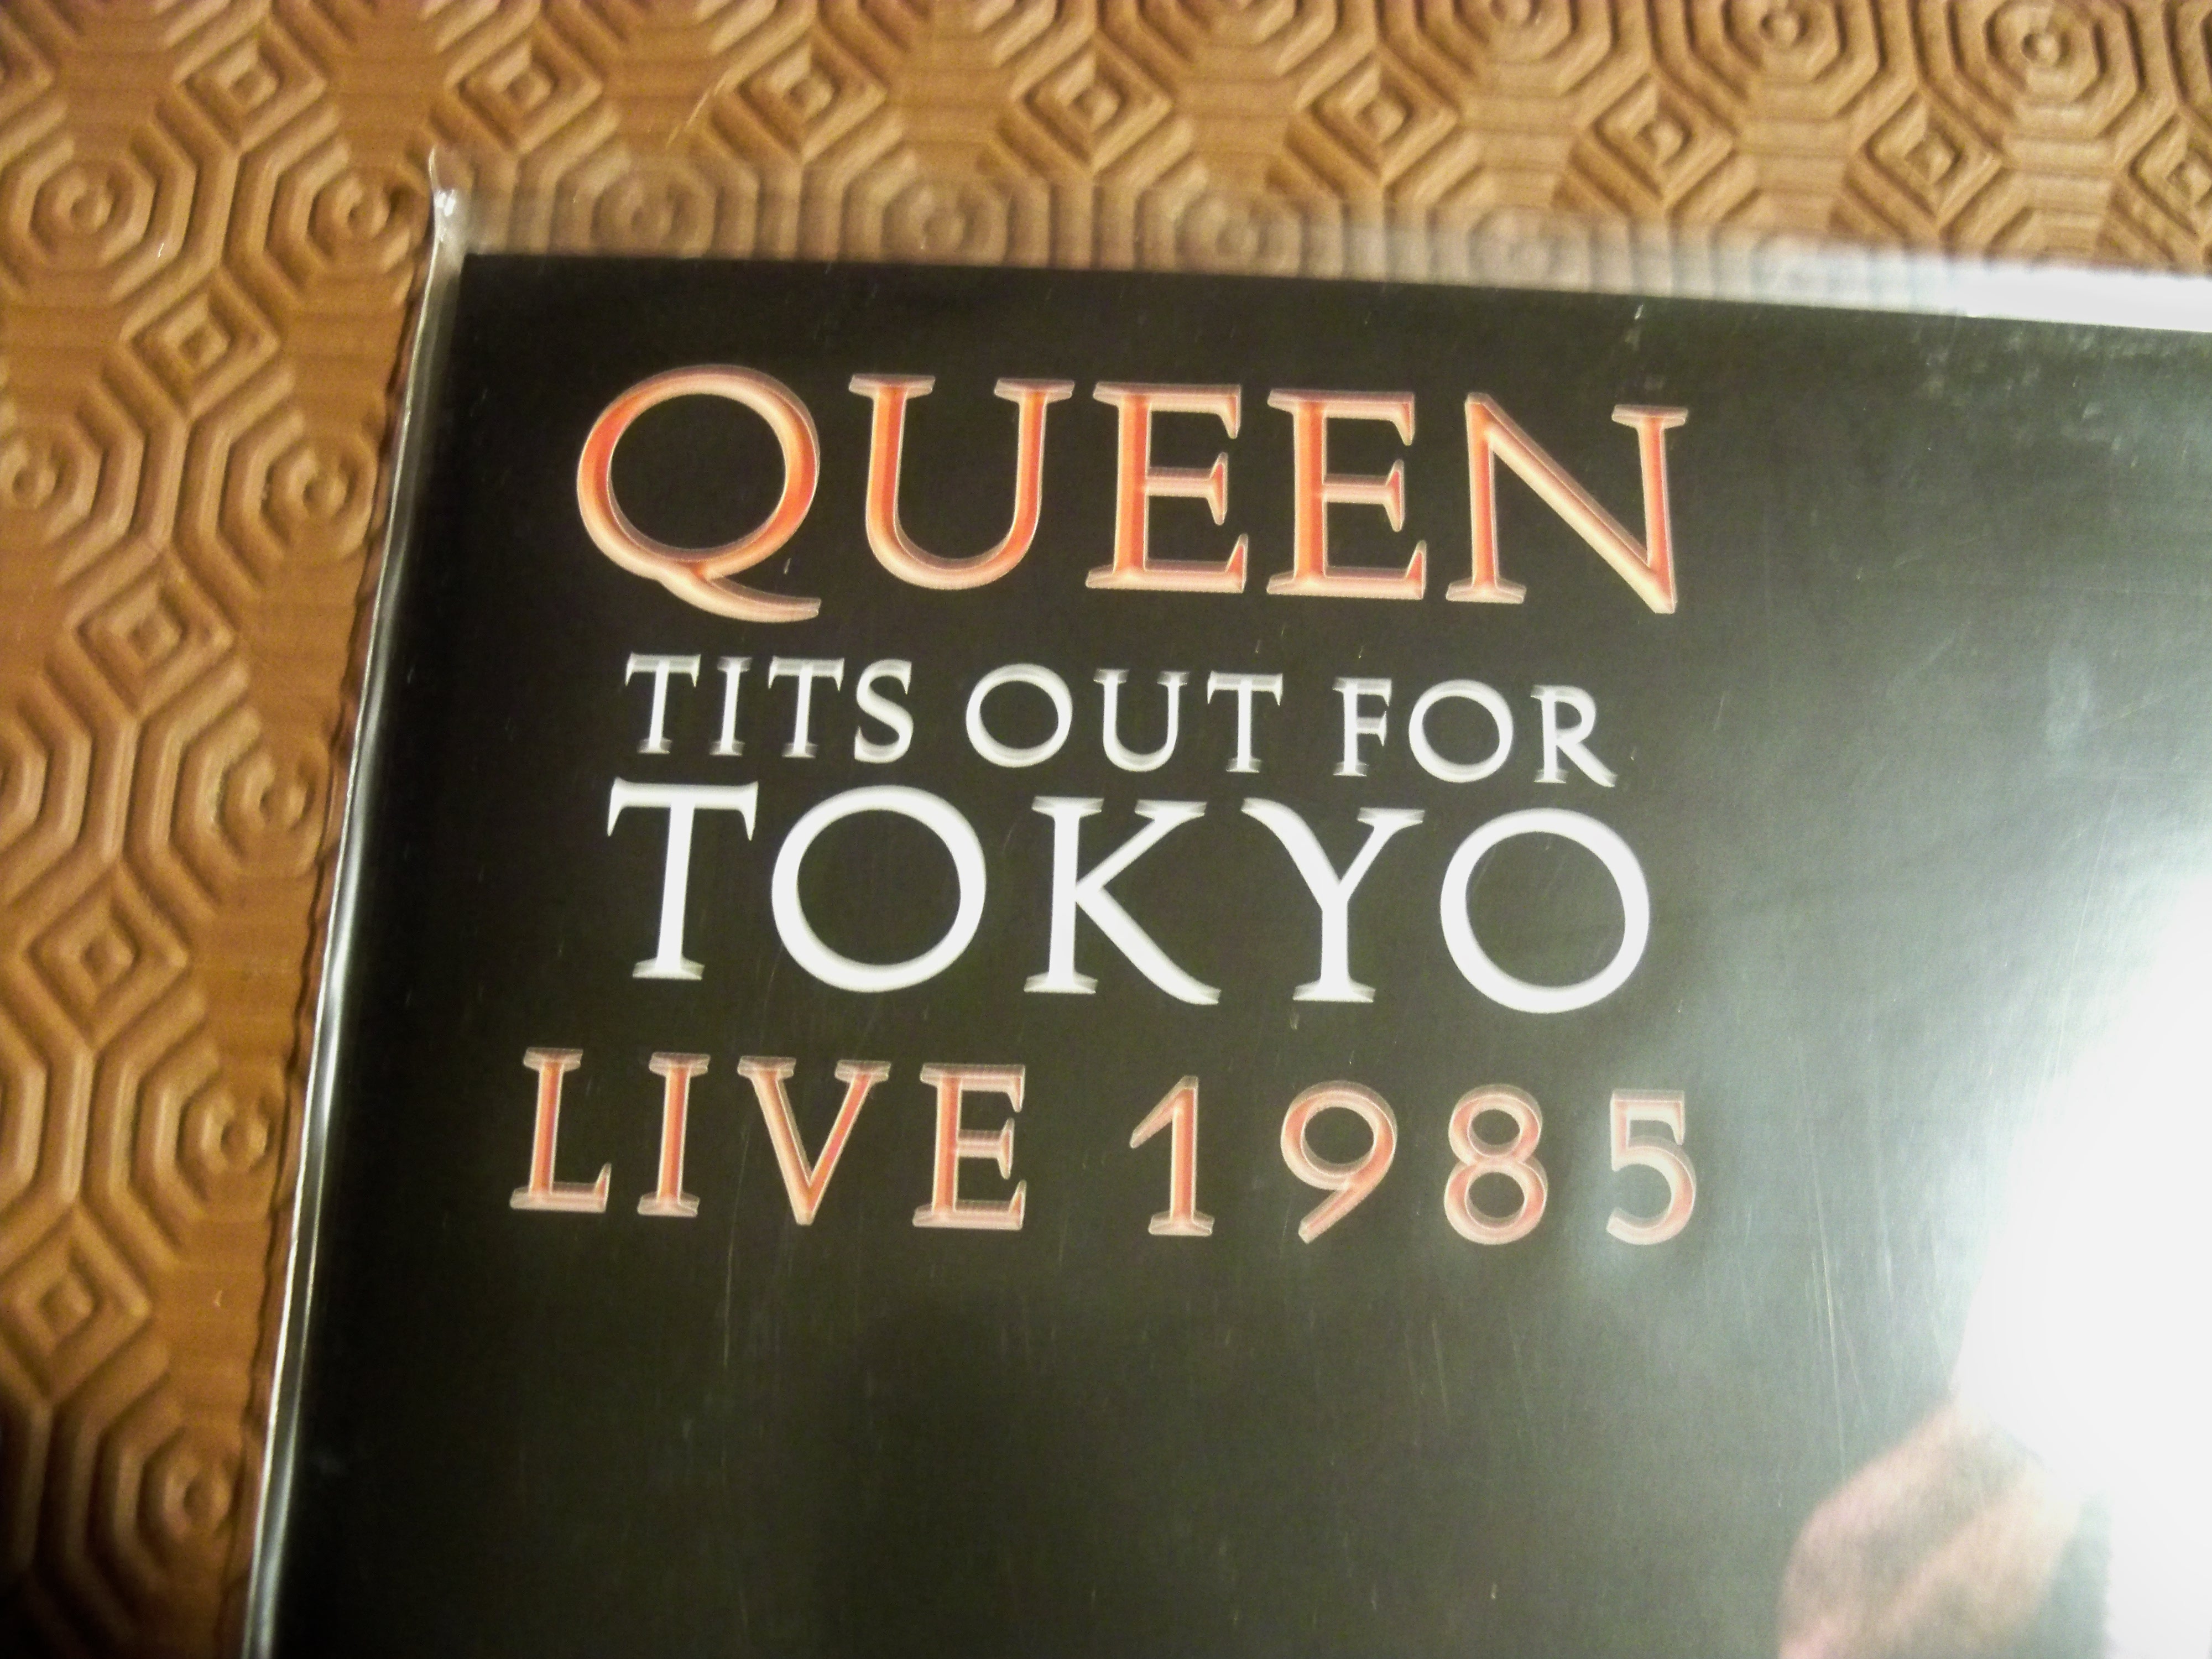 QUEEN
TITS OUT FOR
TOKYO
LIVE 1985